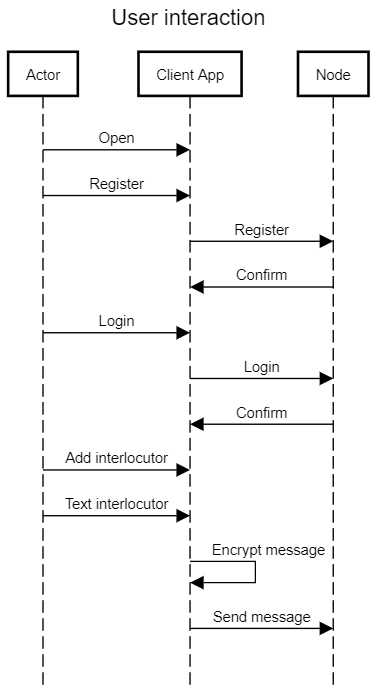 User interaction
Actor
Client App
Node
Open
Register
Register
Confirm
Login
Login
Confirm
Add interlocutor
Text interlocutor
Encrypt message
Send message